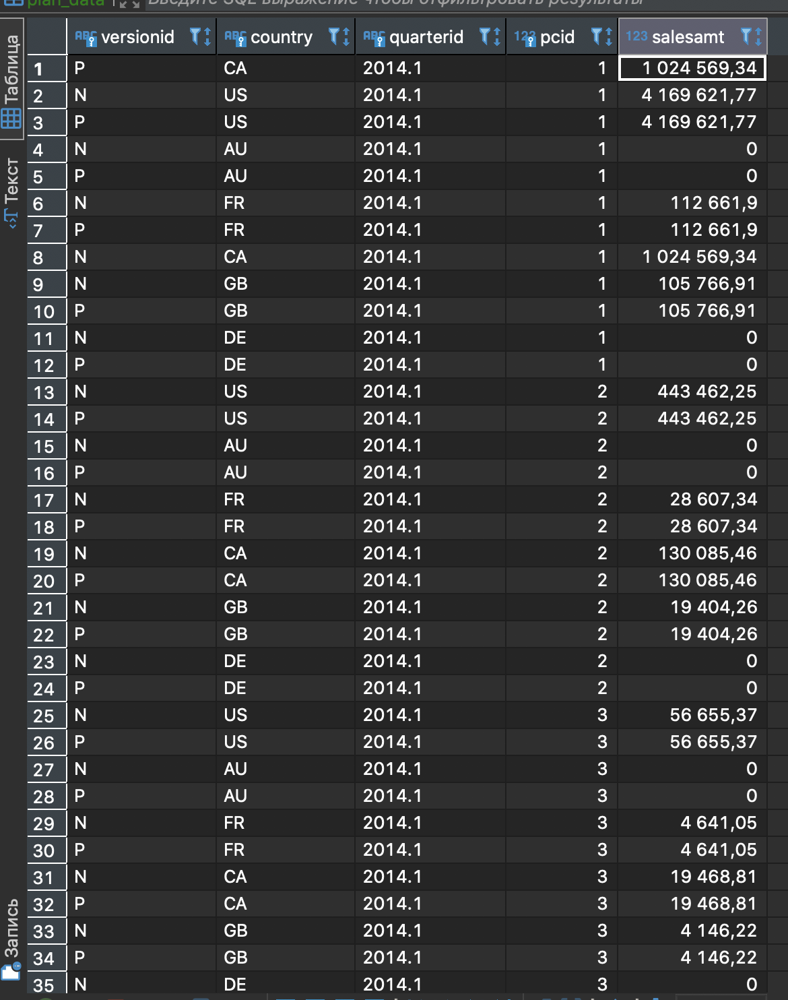 plan_data Введите SQL выражение чтобы отфильтровать результаты
Таблица
Текст
Запись
ABC versionid ABC country ABC quarterid 123 pcid 123 salesamt
1 P CA 2014.1 1 1 024 569,34
2 N US 2014.1 1 4 169 621,77
3 P US 2014.1 1 4 169 621,77
4 N AU 2014.1 1 0
5 P AU 2014.1 1 0
6 N FR 2014.1 1 112 661,9
7 P FR 2014.1 1 112 661,9
8 N CA 2014.1 1 1 024 569,34
9 N GB 2014.1 1 105 766,91
10 P GB 2014.1 1 105 766,91
11 N DE 2014.1 1 0
12 P DE 2014.1 1 0
13 N US 2014.1 2 443 462,25
14 P US 2014.1 2 443 462,25
15 N AU 2014.1 2 0
16 P AU 2014.1 2 0
17 N FR 2014.1 2 28 607,34
18 P FR 2014.1 2 28 607,34
19 N CA 2014.1 2 130 085,46
20 P CA 2014.1 2 130 085,46
21 N GB 2014.1 2 19 404,26
22 P GB 2014.1 2 19 404,26
23 N DE 2014.1 2 0
24 P DE 2014.1 2 0
25 N US 2014.1 3 56 655,37
26 P US 2014.1 3 56 655,37
27 N AU 2014.1 3 0
28 P AU 2014.1 3 0
29 N FR 2014.1 3 4 641,05
30 P FR 2014.1 3 4 641,05
31 N CA 2014.1 3 19 468,81
32 P CA 2014.1 3 19 468,81
33 N GB 2014.1 3 4 146,22
34 P GB 2014.1 3 4 146,22
35 N DE 2014.1 3 0